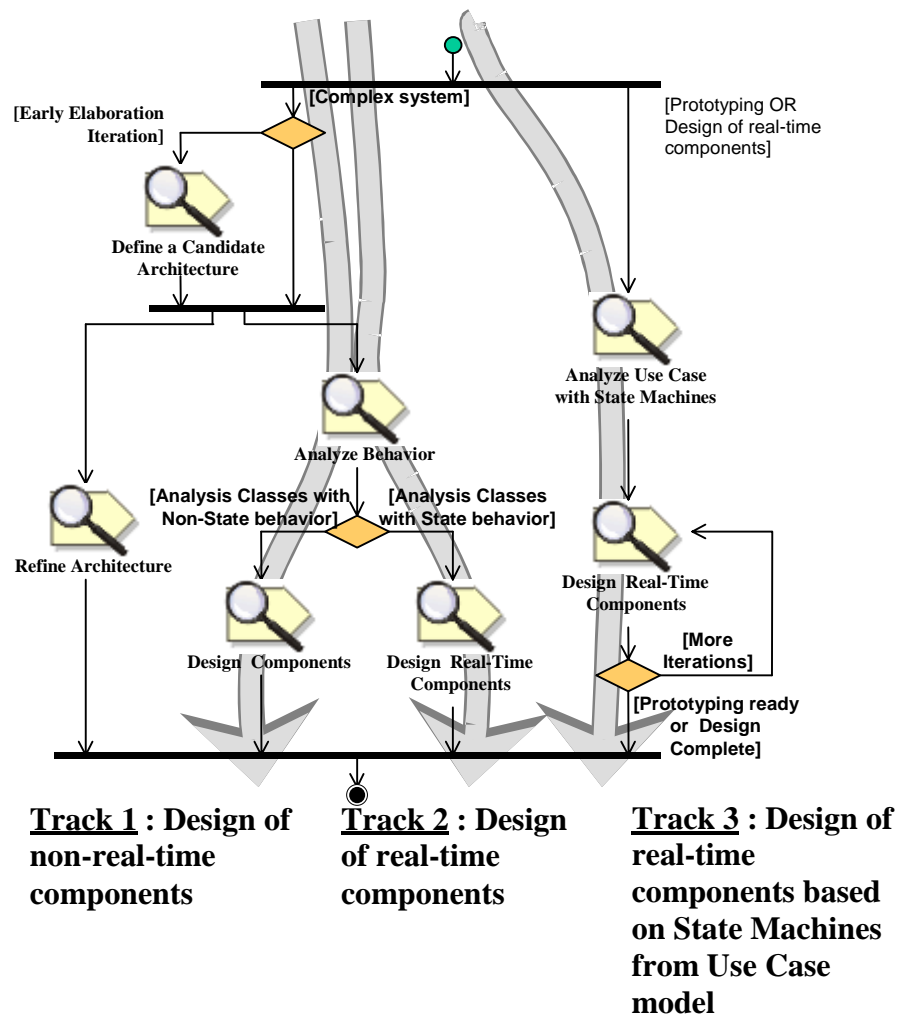 [Complex system]
[Early Elaboration
Iteration]
[Prototyping OR
Design of real-time
components]
Define a Candidate
Architecture
Analyze Use Case
with State Machines
Analyze Behavior
[Analysis Classes with
Non-State behavior]
[Analysis Classes
with State behavior]
Refine Architecture
Design Real-Time
Components
Design Components
Design Real-Time
Components
[More
Iterations]
[Prototyping ready
or Design
Complete]
Track 1 : Design of
non-real-time
components
Track 2 : Design
of real-time
components
Track 3 : Design of
real-time
components based
on State Machines
from Use Case
model